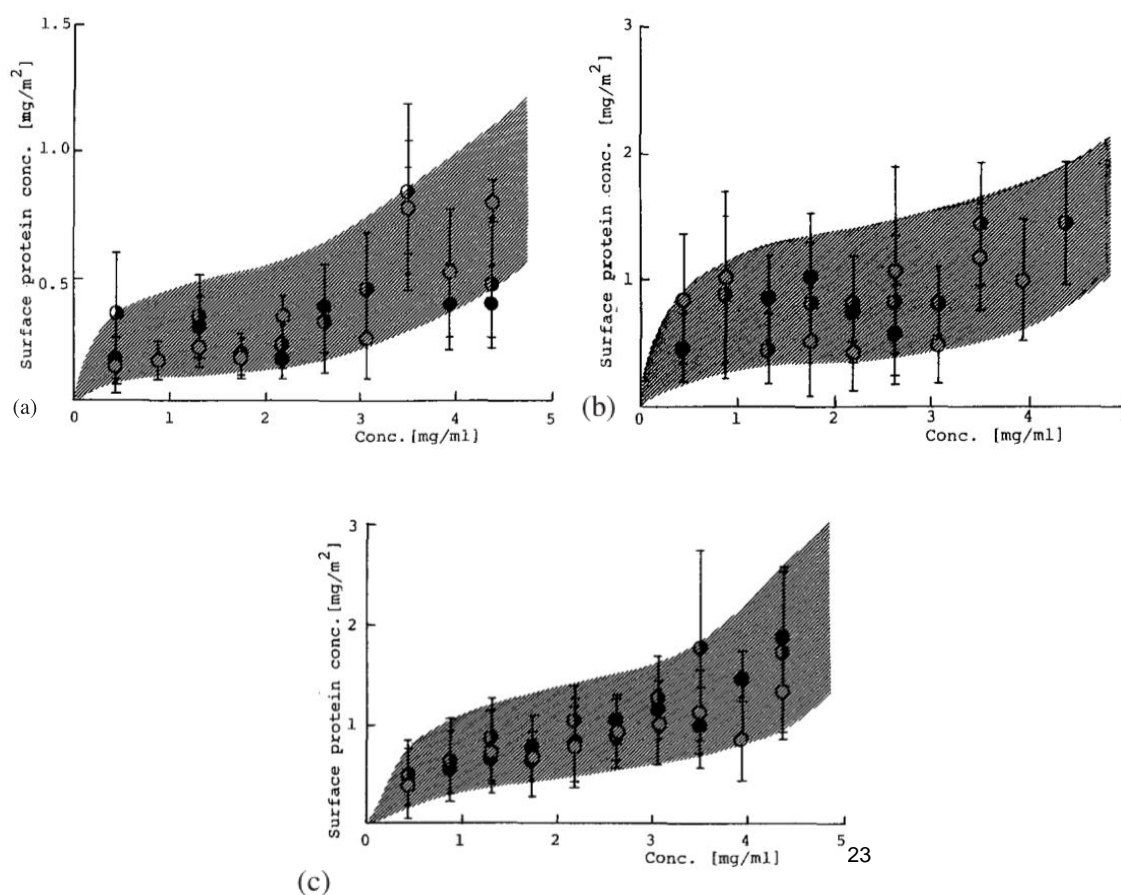 1.5
1.0
0.5
Surface protein conc. [mg/m²]
(a)
0 1 2 3 4 5
Conc.[mg/ml]
3
2
1
Surface protein conc. [mg/m²]
(b)
0 1 2 3 4
Conc. [mg/ml]
3
2
1
Surface protein conc.[mg/m²]
0 1 2 3 4 5
Conc. [mg/ml]
23
(c)